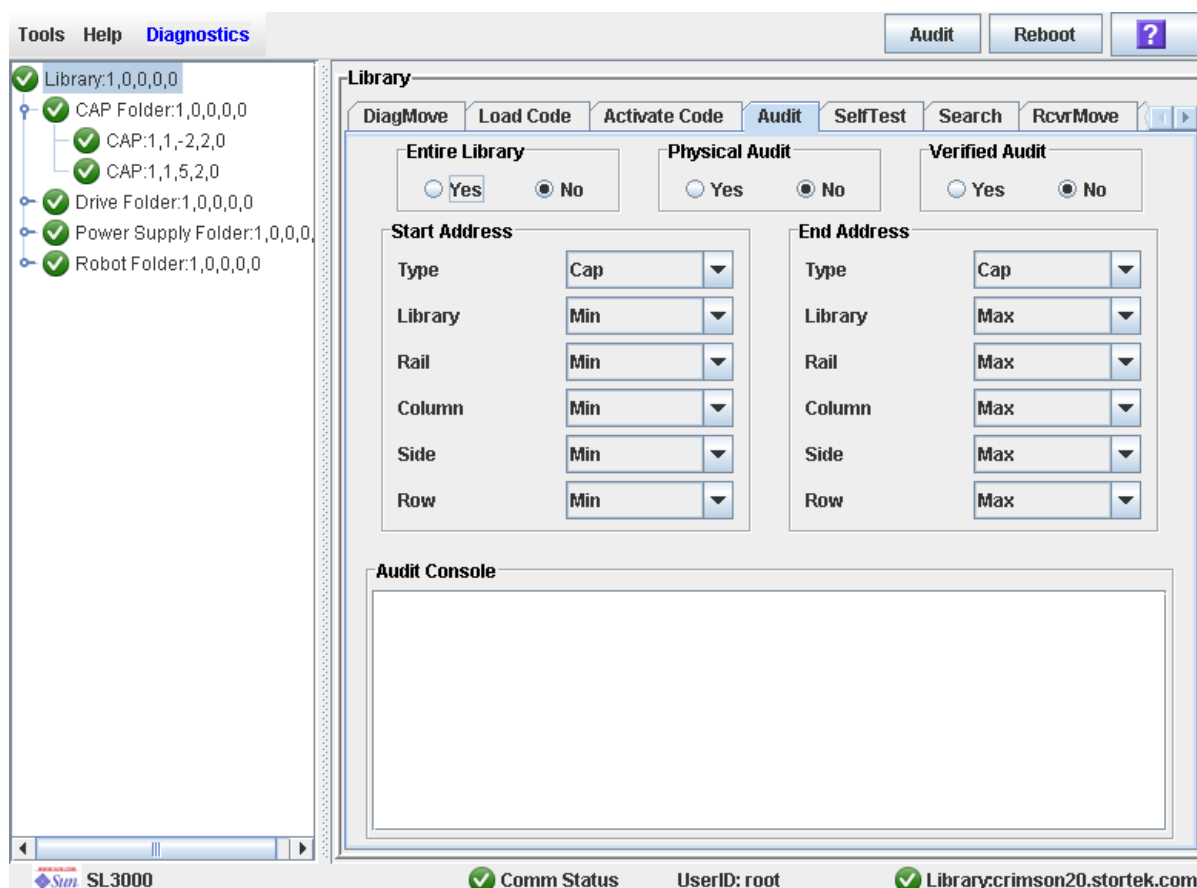 Tools Help Diagnostics Audit Reboot ?
Library:1,0,0,0,0
CAP Folder:1,0,0,0,0
CAP:1,1,-2,2,0
CAP:1,1,5,2,0
Drive Folder:1,0,0,0,0
Power Supply Folder:1,0,0,0,
Robot Folder:1,0,0,0,0
Library
DiagMove Load Code Activate Code Audit SelfTest Search RcvrMove
Entire Library Physical Audit Verified Audit
Yes No Yes No Yes No
Start Address End Address
Type Cap Type Cap
Library Min Library Max
Rail Min Rail Max
Column Min Column Max
Side Min Side Max
Row Min Row Max
Audit Console
Sun SL3000 Comm Status UserID: root Library:crimson20.stortek.com